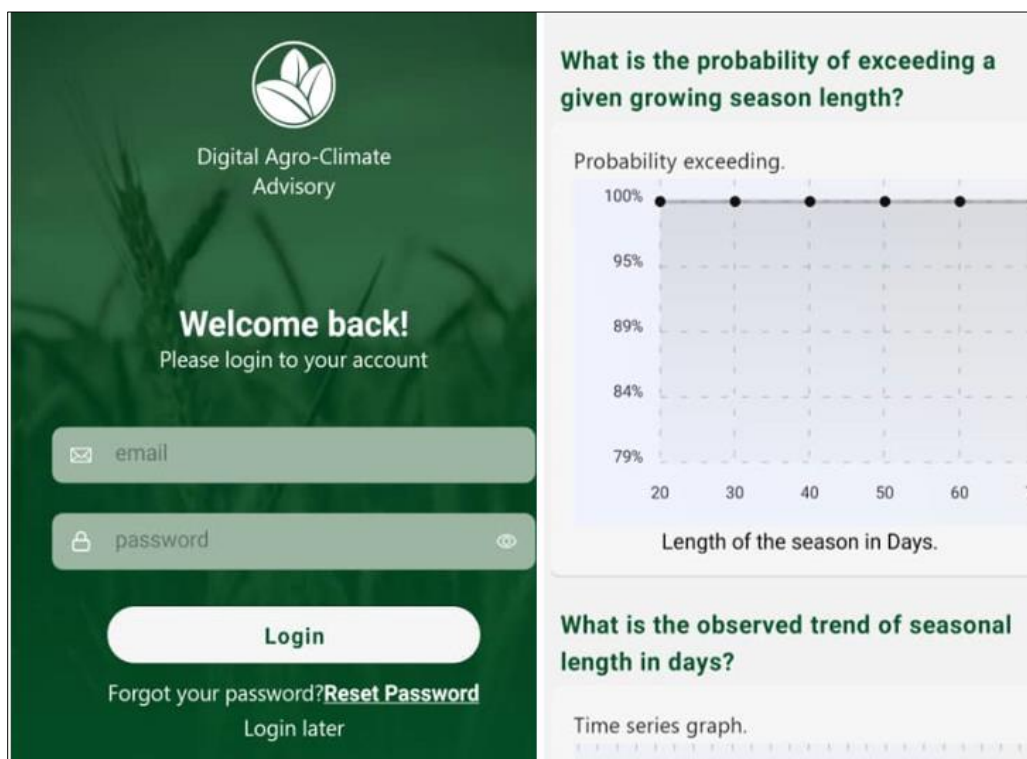 Digital Agro-Climate
Advisory
Welcome back!
Please login to your account
email
password
Login
Forgot your password?Reset Password
Login later
What is the probability of exceeding a
given growing season length?
Probability exceeding.
100%
95%
89%
84%
79%
20 30 40 50 60
Length of the season in Days.
What is the observed trend of seasonal
length in days?
Time series graph.